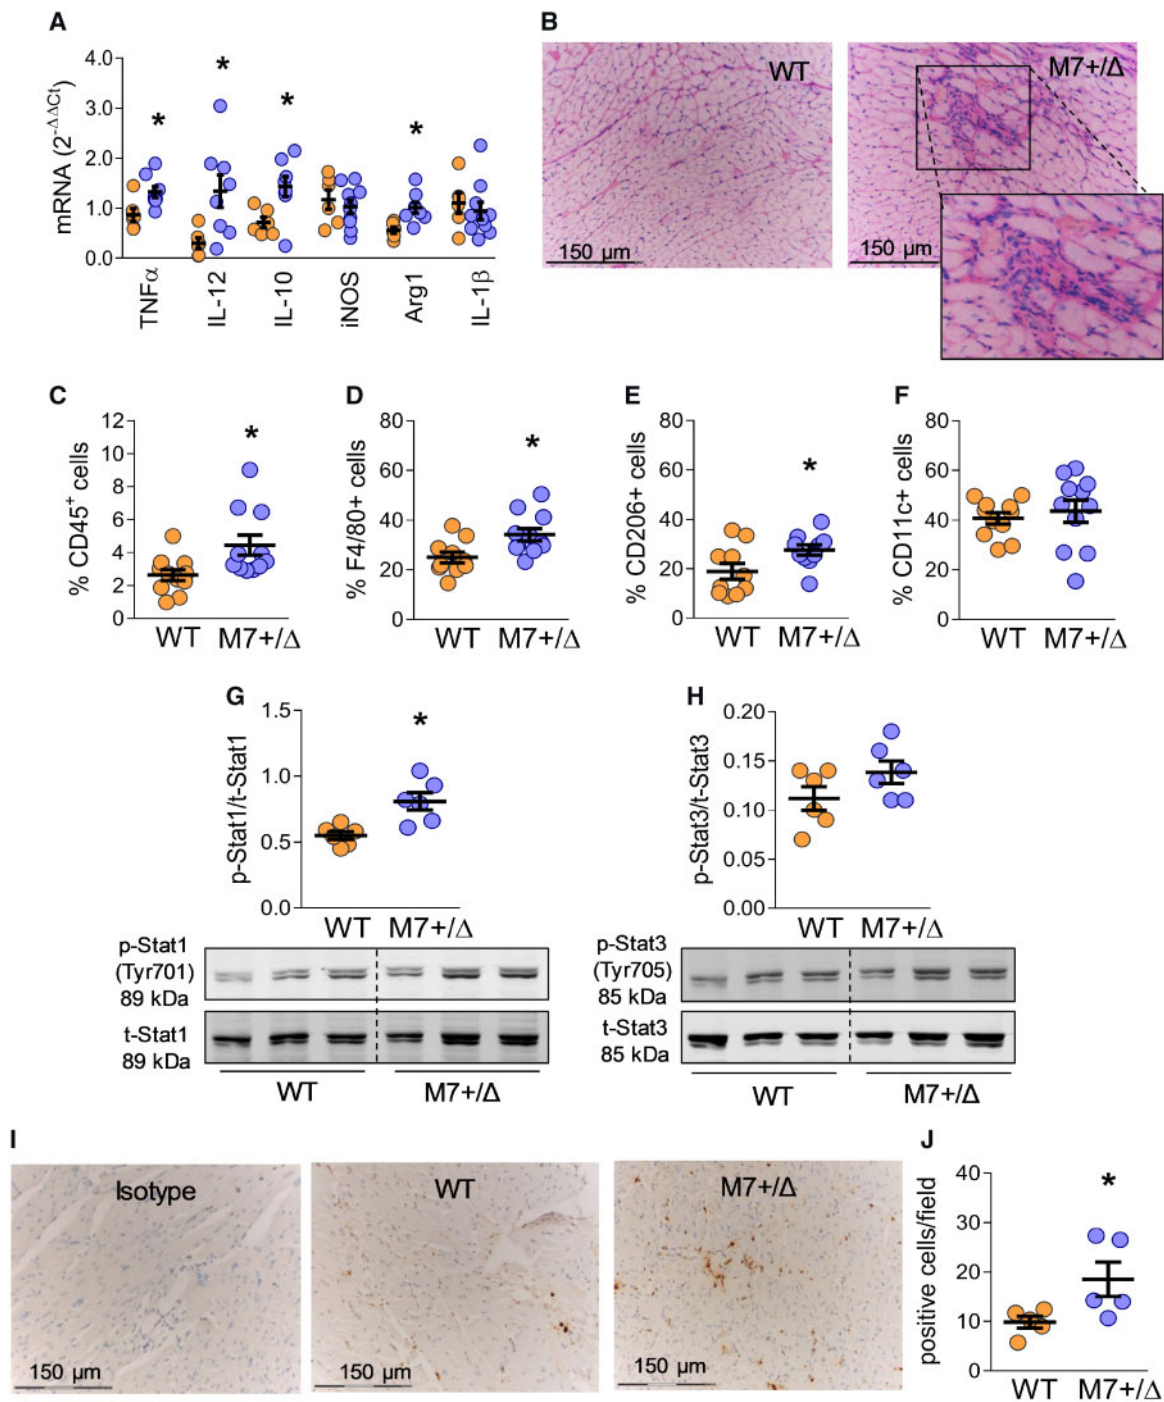 A
mRNA (2^-ΔΔCt)
4.0
3.0
2.0
1.0
0.0
* * * *
TNFα IL-12 IL-10 iNOS Arg1 IL-1β
B
WT
150 µm
M7+/Δ
150 µm
C
% CD45⁺ cells
12
10
8
6
4
2
0
*
WT M7+/Δ
D
% F4/80+ cells
80
60
40
20
0
*
WT M7+/Δ
E
% CD206+ cells
80
60
40
20
0
*
WT M7+/Δ
F
% CD11c+ cells
80
60
40
20
0
WT M7+/Δ
G
p-Stat1/t-Stat1
1.5
1.0
0.5
0.0
*
WT M7+/Δ
p-Stat1
(Tyr701)
89 kDa
t-Stat1
89 kDa
WT M7+/Δ
H
p-Stat3/t-Stat3
0.20
0.15
0.10
0.05
0.00
WT M7+/Δ
p-Stat3
(Tyr705)
85 kDa
t-Stat3
85 kDa
WT M7+/Δ
I
Isotype
150 µm
WT
150 µm
M7+/Δ
150 µm
J
positive cells/field
40
30
20
10
0
*
WT M7+/Δ